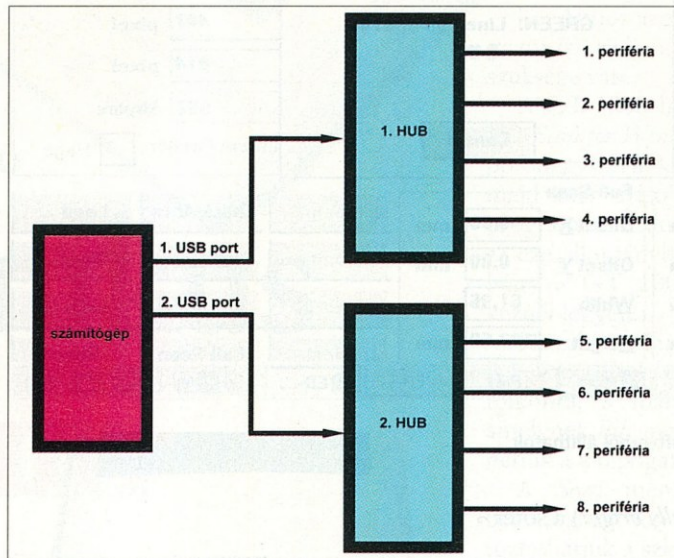 1. periféria
2. periféria
1. HUB
3. periféria
4. periféria
1. USB port
2. USB port
számítógép
5. periféria
6. periféria
2. HUB
7. periféria
8. periféria